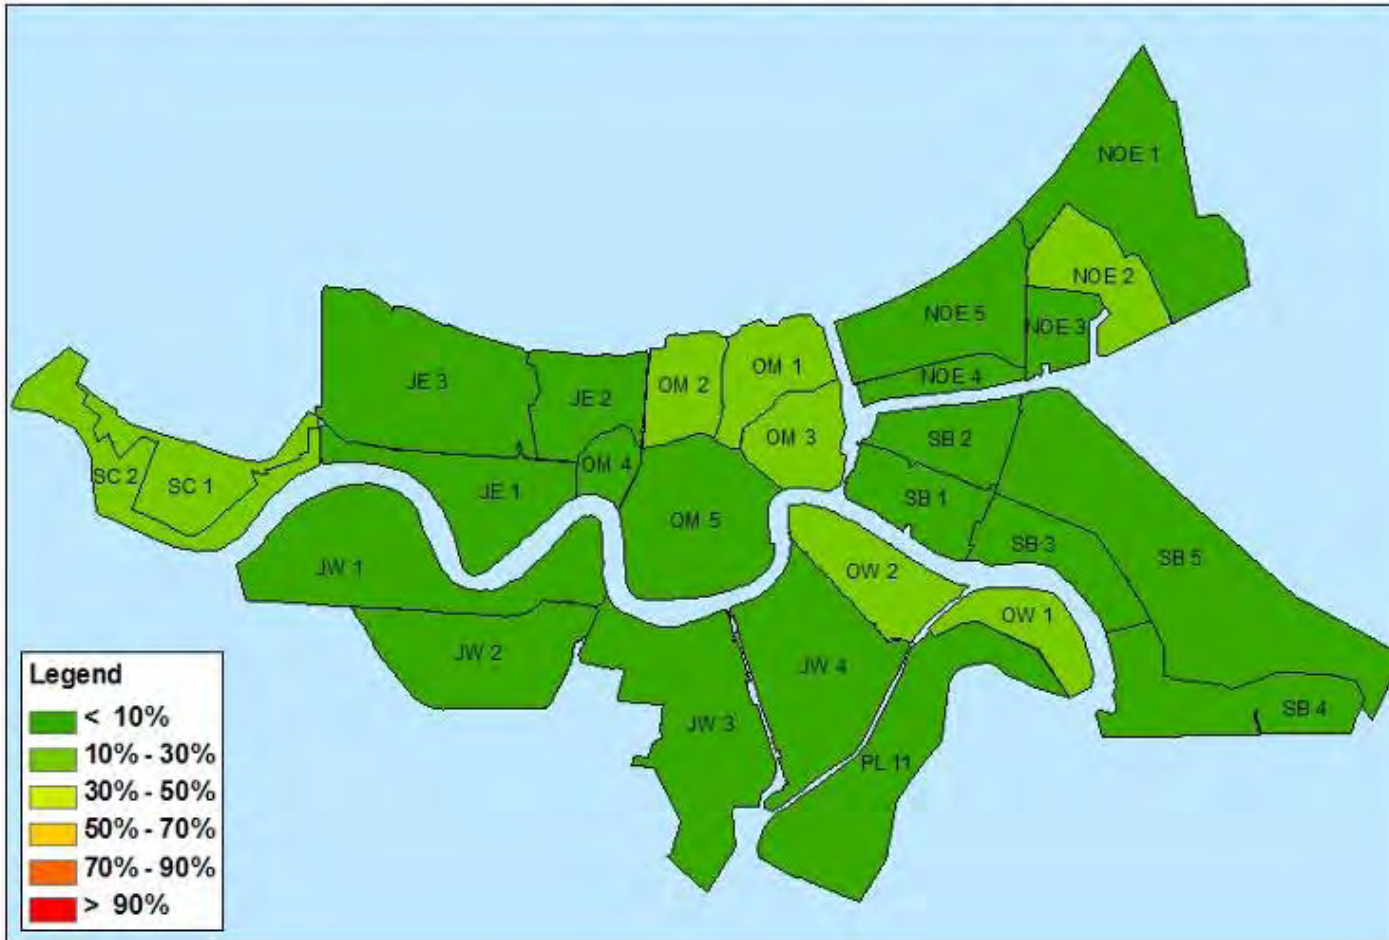 NOE 1
NOE 2
NOE 5
NOE 3
NOE 4
JE 3
JE 2
OM 2
OM 1
OM 3
SB 2
OM 4
SC 2
SC 1
JE 1
SB 1
OM 5
SB 3
SB 5
JW 1
OW 2
OW 1
JW 2
JW 4
SB 4
JW 3
PL 11
Legend
< 10%
10% - 30%
30% - 50%
50% - 70%
70% - 90%
> 90%